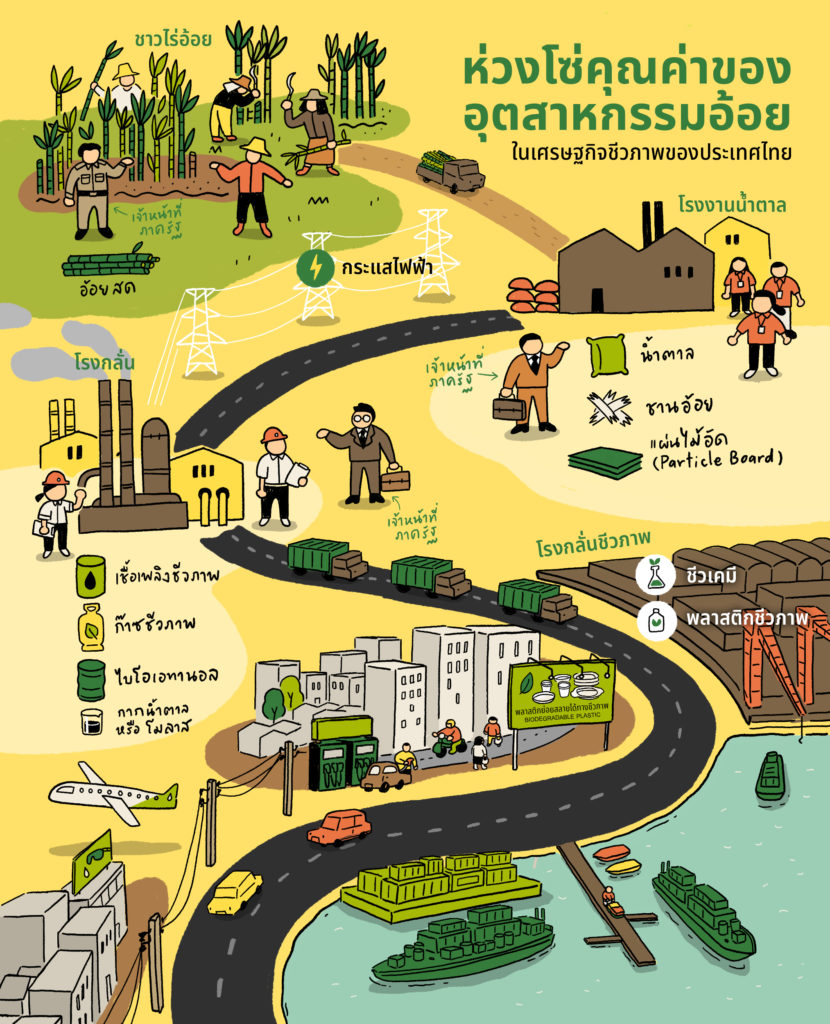 ห่วงโซ่คุณค่าของ
อุตสาหกรรมอ้อย
ในเศรษฐกิจชีวภาพของประเทศไทย
ชาวไร่อ้อย
เจ้าหน้าที่
ภาครัฐ
อ้อยสด
กระแสไฟฟ้า
โรงงานน้ำตาล
เจ้าหน้าที่
ภาครัฐ
น้ำตาล
ชานอ้อย
แผ่นไม้อัด
(Particle Board)
โรงกลั่น
เจ้าหน้าที่
ภาครัฐ
เชื้อเพลิงชีวภาพ
ก๊าซชีวภาพ
ไบโอเอทานอล
กากน้ำตาล
หรือ โมลาส
โรงกลั่นชีวภาพ
ชีวเคมี
พลาสติกชีวภาพ
พลาสติกย่อยสลายได้ทางชีวภาพ
BIODEGRADABLE PLASTIC